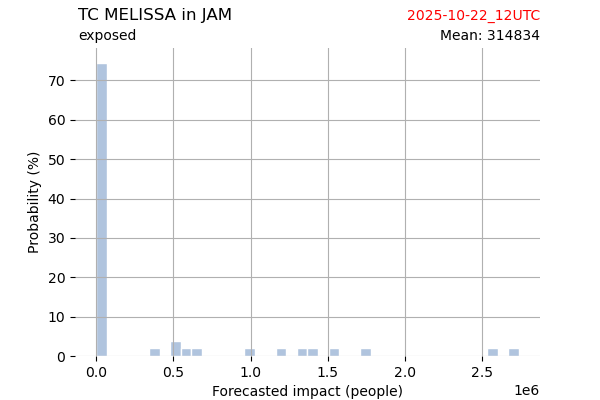 TC MELISSA in JAM
2025-10-22_12UTC
exposed
Mean: 314834
Probability (%)
70
60
50
40
30
20
10
0
0.0 0.5 1.0 1.5 2.0 2.5
1e6
Forecasted impact (people)